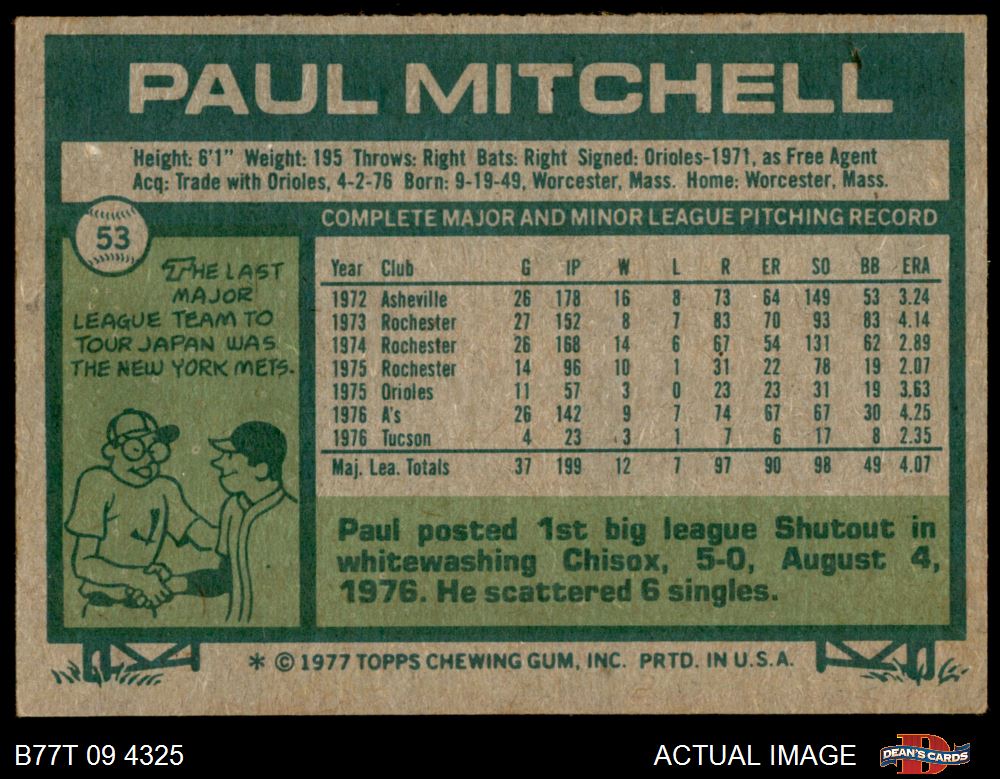 PAUL MITCHELL
Height: 6'1" Weight: 195 Throws: Right Bats: Right Signed: Orioles-1971, as Free Agent
Acq: Trade with Orioles, 4-2-76 Born: 9-19-49, Worcester, Mass. Home: Worcester, Mass.
53
THE LAST
MAJOR
LEAGUE TEAM TO
TOUR JAPAN WAS
THE NEW YORK METS.
COMPLETE MAJOR AND MINOR LEAGUE PITCHING RECORD
Year Club G IP W L R ER SO BB ERA
1972 Asheville 26 178 16 8 73 64 149 53 3.24
1973 Rochester 27 152 8 7 83 70 93 83 4.14
1974 Rochester 26 168 14 6 67 54 131 62 2.89
1975 Rochester 14 96 10 1 31 22 78 19 2.07
1975 Orioles 11 57 3 0 23 23 31 19 3.63
1976 A's 26 142 9 7 74 67 67 30 4.25
1976 Tucson 4 23 3 1 7 6 17 8 2.35
Maj. Lea. Totals 37 199 12 7 97 90 98 49 4.07
Paul posted 1st big league Shutout in
whitewashing Chisox, 5-0, August 4,
1976. He scattered 6 singles.
* © 1977 TOPPS CHEWING GUM, INC. PRTD. IN U.S.A.
B77T 09 4325
ACTUAL IMAGE
DEAN'S CARDS